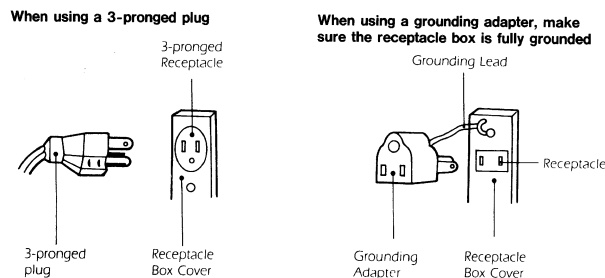 When using a 3-pronged plug
3-pronged
Receptacle
3-pronged
plug
Receptacle
Box Cover
When using a grounding adapter, make
sure the receptacle box is fully grounded
Grounding Lead
Receptacle
Grounding
Adapter
Receptacle
Box Cover